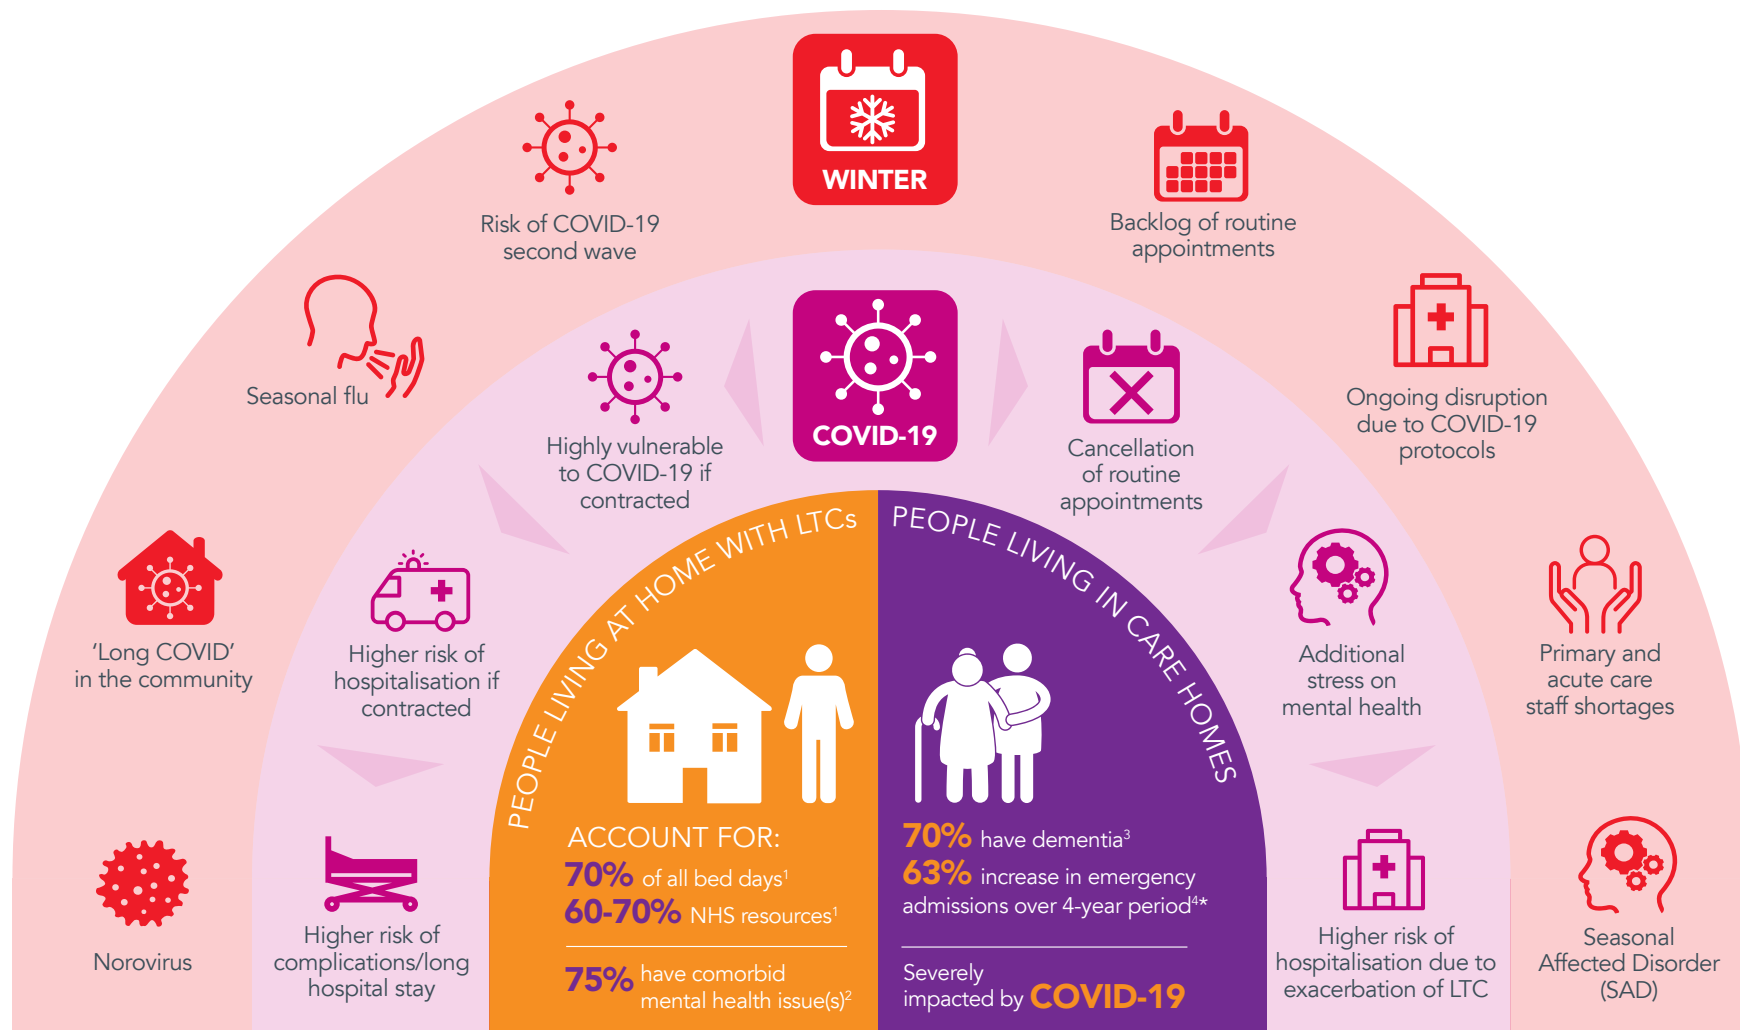 WINTER
Risk of COVID-19
second wave
Backlog of routine
appointments
Seasonal flu
Ongoing disruption
due to COVID-19
protocols
'Long COVID'
in the community
Primary and
acute care
staff shortages
Norovirus
Seasonal
Affected Disorder
(SAD)
COVID-19
Highly vulnerable
to COVID-19 if
contracted
Cancellation
of routine
appointments
Higher risk of
hospitalisation if
contracted
Additional
stress on
mental health
Higher risk of
complications/long
hospital stay
Higher risk of
hospitalisation due to
exacerbation of LTC
PEOPLE LIVING AT HOME WITH LTCs
ACCOUNT FOR:
70% of all bed days¹
60-70% NHS resources¹
75% have comorbid
mental health issue(s)²
PEOPLE LIVING IN CARE HOMES
70% have dementia³
63% increase in emergency
admissions over 4-year period⁴*
Severely
impacted by COVID-19